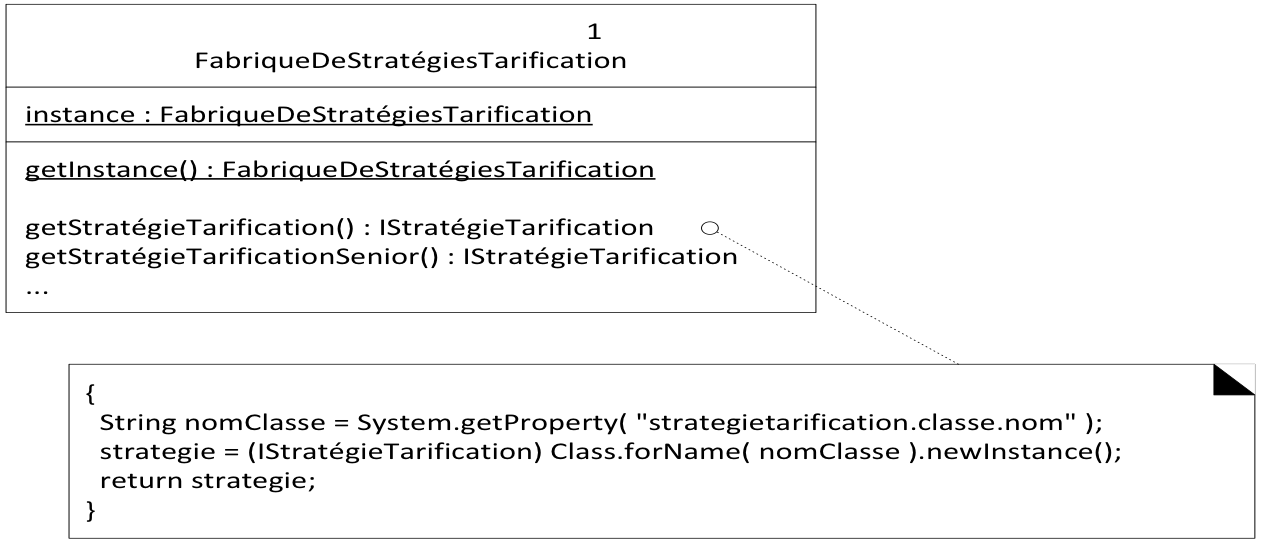 1
FabriqueDeStratégiesTarification
instance : FabriqueDeStratégiesTarification
getInstance() : FabriqueDeStratégiesTarification
getStratégieTarification() : IStratégieTarification
getStratégieTarificationSenior() : IStratégieTarification
...
{
String nomClasse = System.getProperty( "strategietarification.classe.nom" );
strategie = (IStratégieTarification) Class.forName( nomClasse ).newInstance();
return strategie;
}